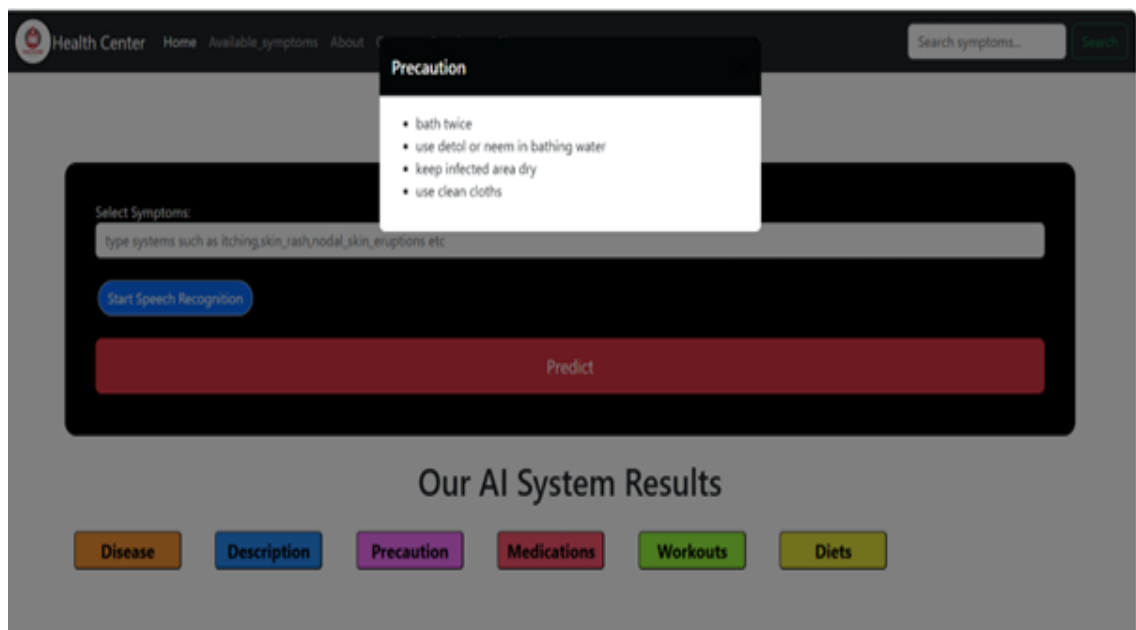 Health Center Home Available_symptoms About
Search symptoms...
Search
Precaution
• bath twice
• use detol or neem in bathing water
• keep infected area dry
• use clean cloths
Select Symptoms:
type systems such as itching,skin_rash,nodal_skin_eruptions etc
Start Speech Recognition
Predict
Our AI System Results
Disease Description Precaution Medications Workouts Diets